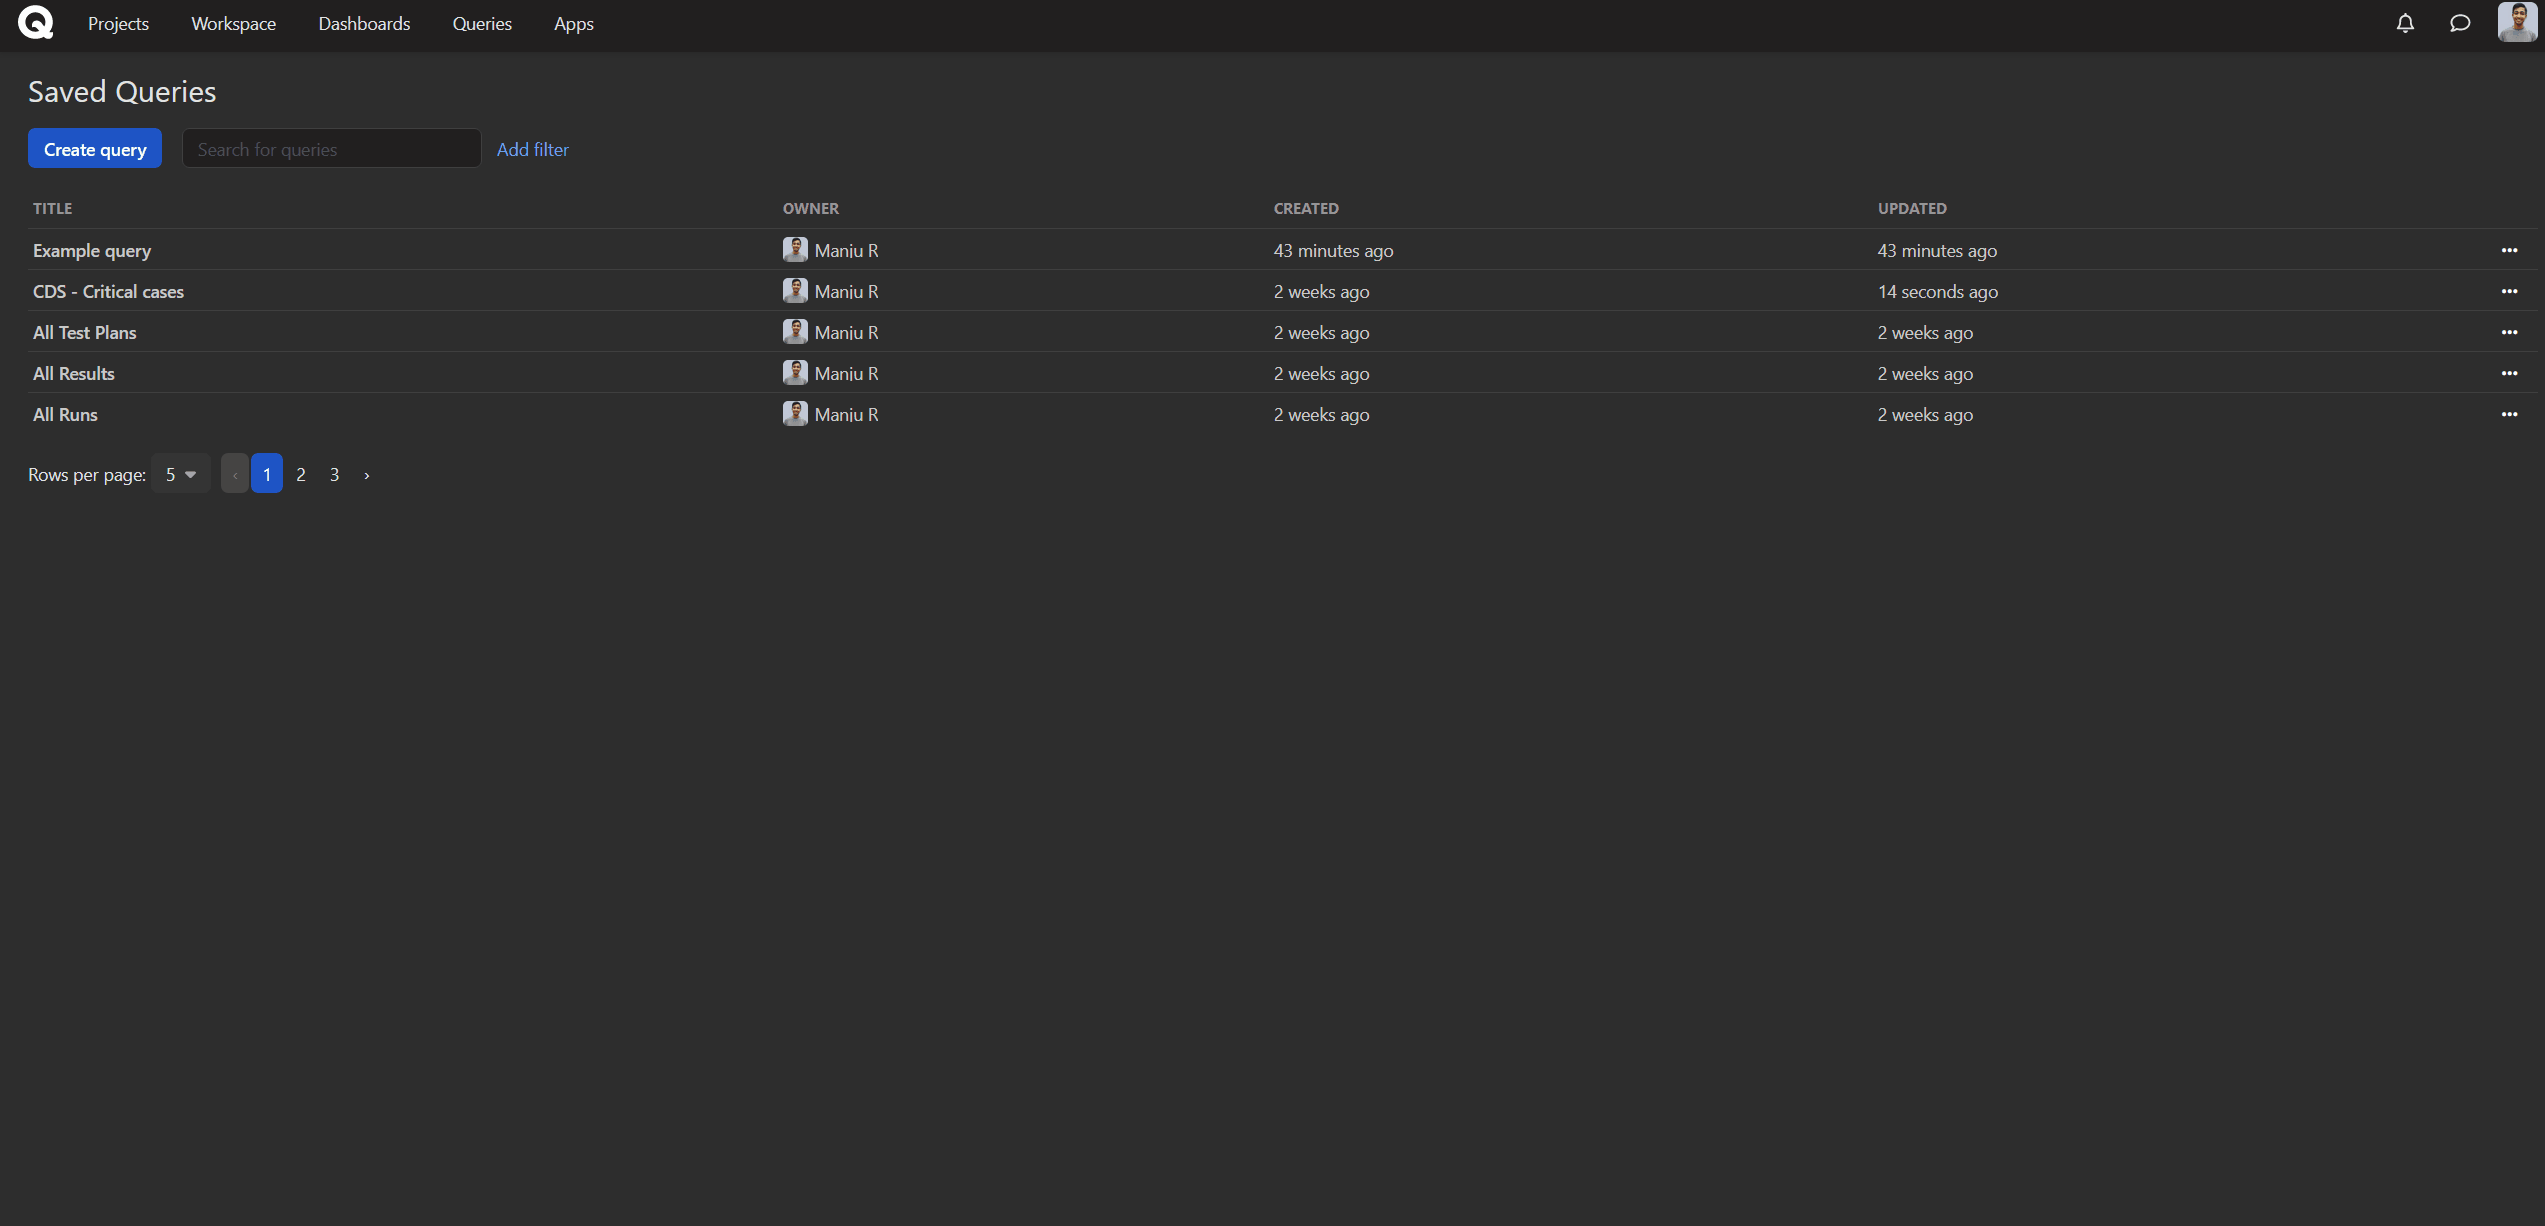 Projects Workspace Dashboards Queries Apps
Saved Queries
Create query Search for queries Add filter
TITLE OWNER CREATED UPDATED
Example query Manju R 43 minutes ago 43 minutes ago
CDS - Critical cases Manju R 2 weeks ago 14 seconds ago
All Test Plans Manju R 2 weeks ago 2 weeks ago
All Results Manju R 2 weeks ago 2 weeks ago
All Runs Manju R 2 weeks ago 2 weeks ago
Rows per page: 5 ‹ 1 2 3 ›